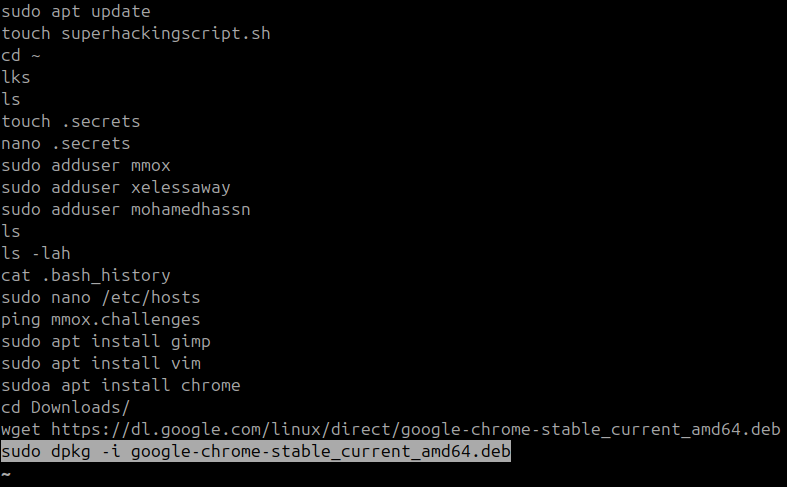 sudo apt update
touch superhackingscript.sh
cd ~
lks
ls
touch .secrets
nano .secrets
sudo adduser mmox
sudo adduser xelessaway
sudo adduser mohamedhassn
ls
ls -lah
cat .bash_history
sudo nano /etc/hosts
ping mmox.challenges
sudo apt install gimp
sudo apt install vim
sudoa apt install chrome
cd Downloads/
wget https://dl.google.com/linux/direct/google-chrome-stable_current_amd64.deb
sudo dpkg -i google-chrome-stable_current_amd64.deb
~